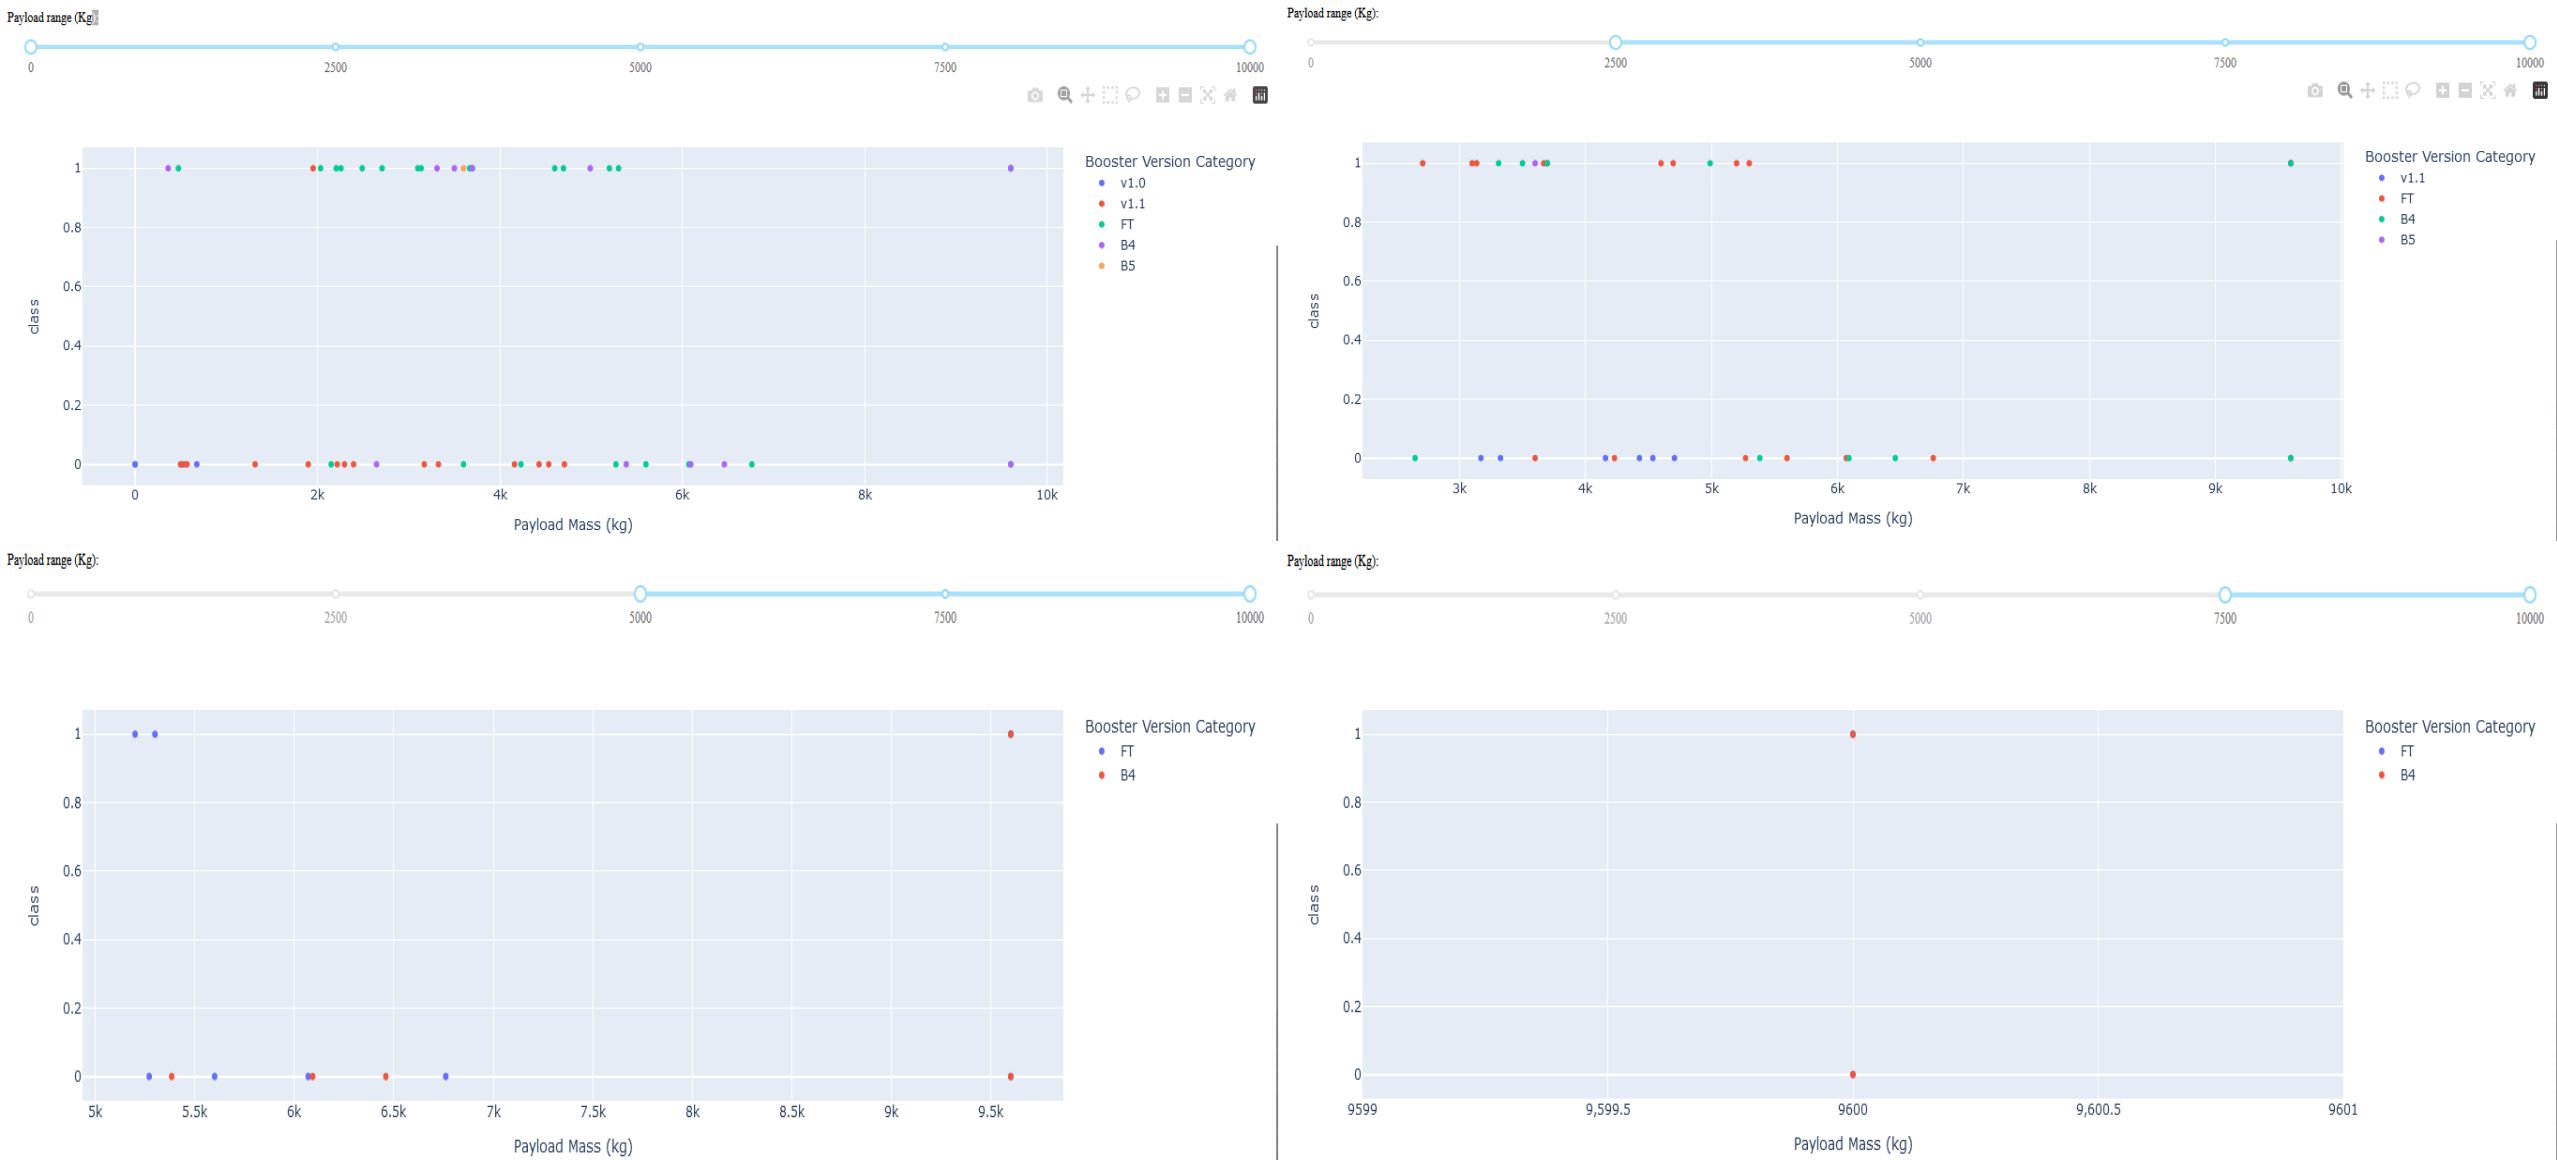 Payload range (Kg):
0 2500 5000 7500 10000
Booster Version Category
v1.0
v1.1
FT
B4
B5
class
1
0.8
0.6
0.4
0.2
0
0 2k 4k 6k 8k 10k
Payload Mass (kg)
Payload range (Kg):
0 2500 5000 7500 10000
Booster Version Category
v1.1
FT
B4
B5
class
1
0.8
0.6
0.4
0.2
0
3k 4k 5k 6k 7k 8k 9k 10k
Payload Mass (kg)
Payload range (Kg):
0 2500 5000 7500 10000
Booster Version Category
FT
B4
class
1
0.8
0.6
0.4
0.2
0
5k 5.5k 6k 6.5k 7k 7.5k 8k 8.5k 9k 9.5k
Payload Mass (kg)
Payload range (Kg):
0 2500 5000 7500 10000
Booster Version Category
FT
B4
class
1
0.8
0.6
0.4
0.2
0
9599 9,599.5 9600 9,600.5 9601
Payload Mass (kg)